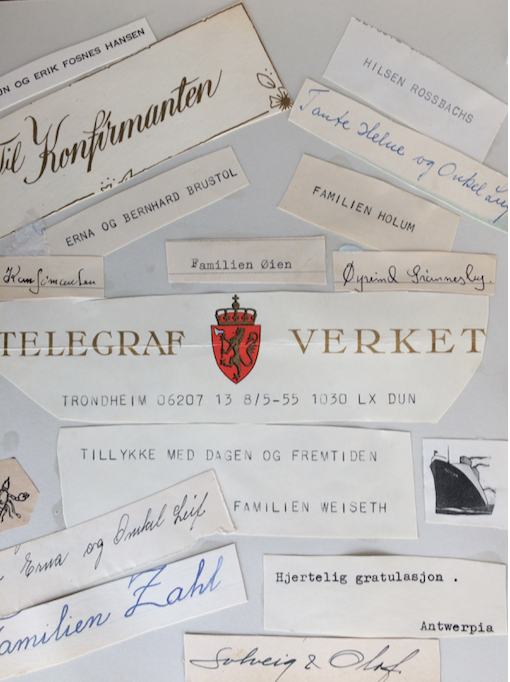 UN OG ERIK FOSNES HANSEN
Til Konfirmanten
HILSEN ROSSBACHS
Tante Helne og Onkel
ERNA OG BERNHARD BRUSTOL
FAMILIEN HOLUM
Konfirmanten
Familien Øien
Øyvind
TELEGRAF VERKET
TRONDHEIM 06207 13 8/5-55 1030 LX DUN
TILLYKKE MED DAGEN OG FREMTIDEN
FAMILIEN WEISETH
Erna og Onkel Leif
Familien Zahl
Hjertelig gratulasjon .
Antwerpia
Solveig & Olaf.